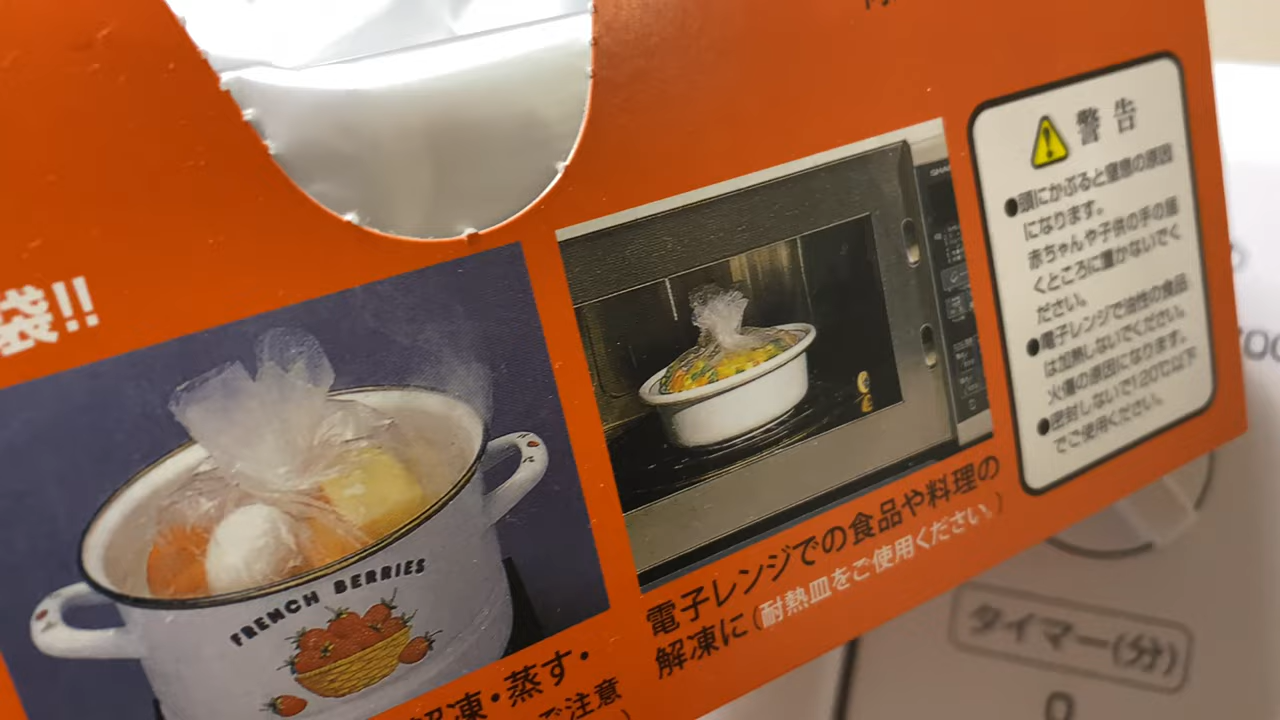 袋!!
FRENCH BERRIES
解凍・蒸す・
ご注意
電子レンジでの食品や料理の
解凍に(耐熱皿をご使用ください。)
警告
●頭にかぶると窒息の原因
になります。
赤ちゃんや子供の手の届
くところに置かないでく
ださい。
●電子レンジで油性の食品
は加熱しないでください。
火傷の原因になります。
●密封しないで120℃以下
でご使用ください。
タイマー(分)
0